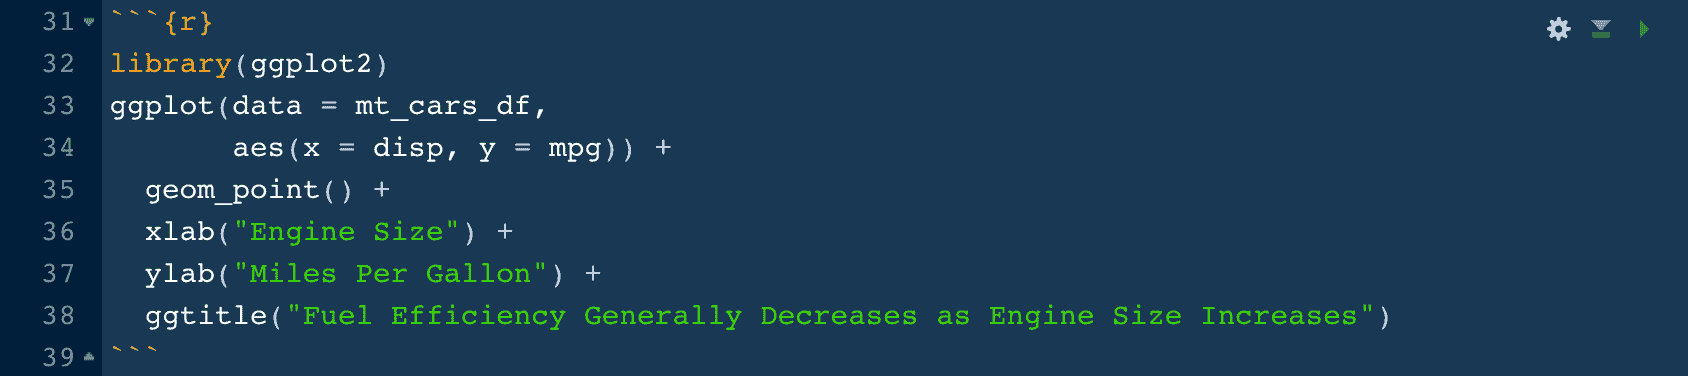 31 ```{r}
32 library(ggplot2)
33 ggplot(data = mt_cars_df,
34        aes(x = disp, y = mpg)) +
35   geom_point() +
36   xlab("Engine Size") +
37   ylab("Miles Per Gallon") +
38   ggtitle("Fuel Efficiency Generally Decreases as Engine Size Increases")
39 ```